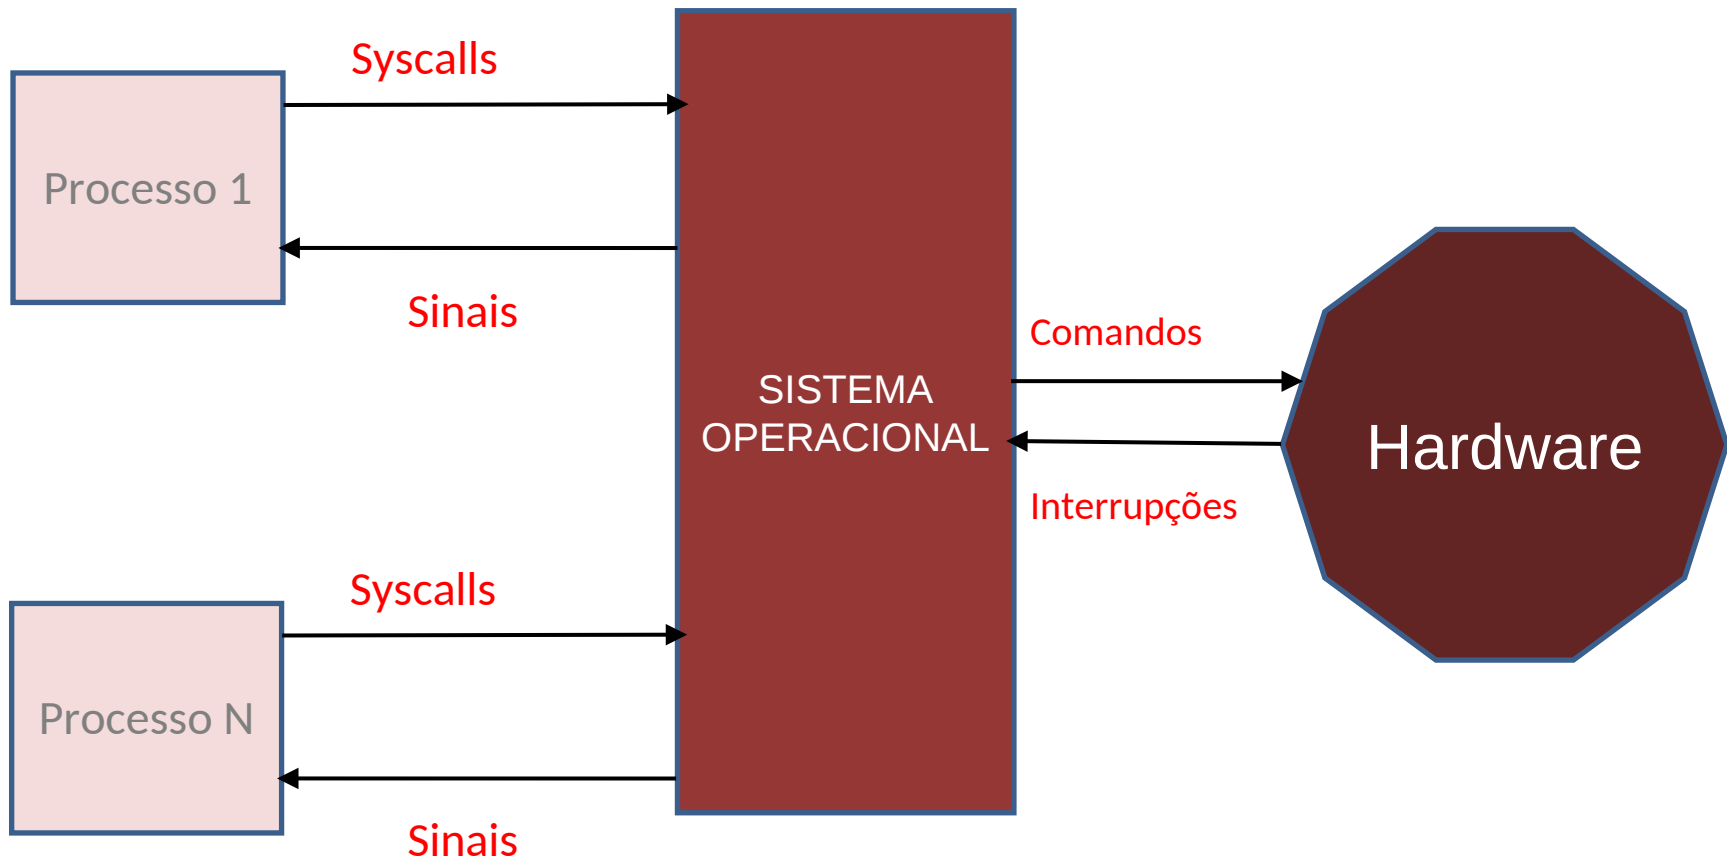 Syscalls
Processo 1
Sinais
SISTEMA
OPERACIONAL
Comandos
Interrupções
Hardware
Syscalls
Processo N
Sinais